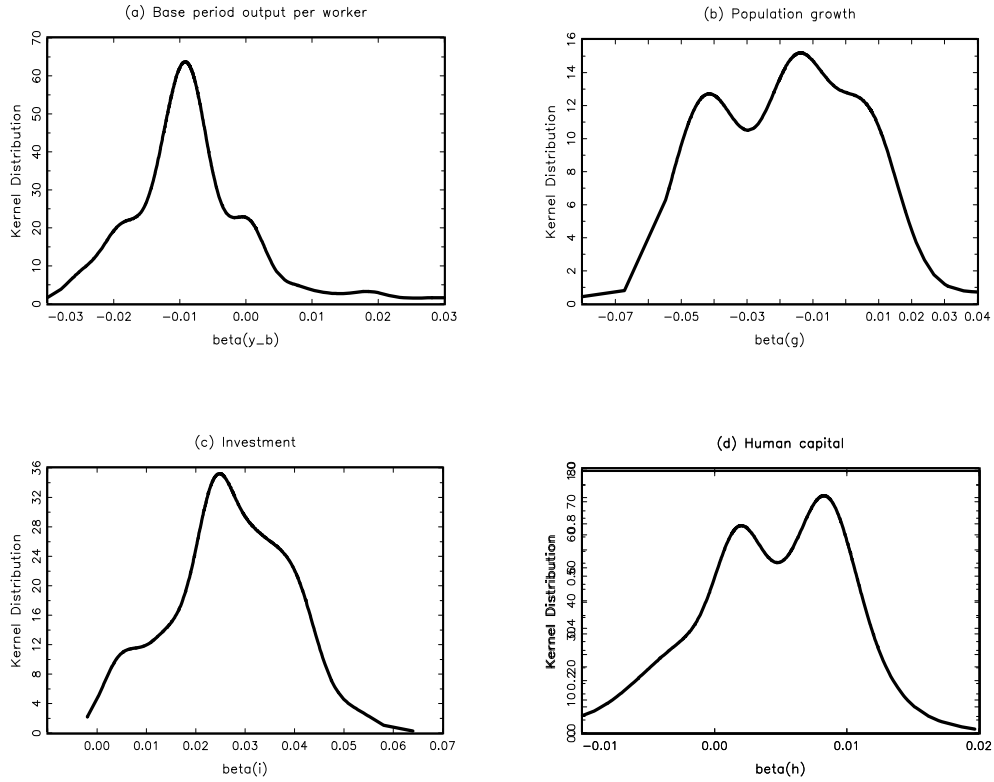 (a) Base period output per worker
70
60
50
40
30
20
10
0
Kernel Distribution
−0.03 −0.02 −0.01 0.00 0.01 0.02 0.03
beta(y_b)
(b) Population growth
16
14
12
10
8
6
4
2
0
Kernel Distribution
−0.07 −0.05 −0.03 −0.01 0.01 0.02 0.03 0.04
beta(g)
(c) Investment
36
32
28
24
20
16
12
8
4
0
Kernel Distribution
0.00 0.01 0.02 0.03 0.04 0.05 0.06 0.07
beta(i)
(d) Human capital
70
50
40
Kernel Distribution
−0.01 0.00 0.01 0.02
beta(h)